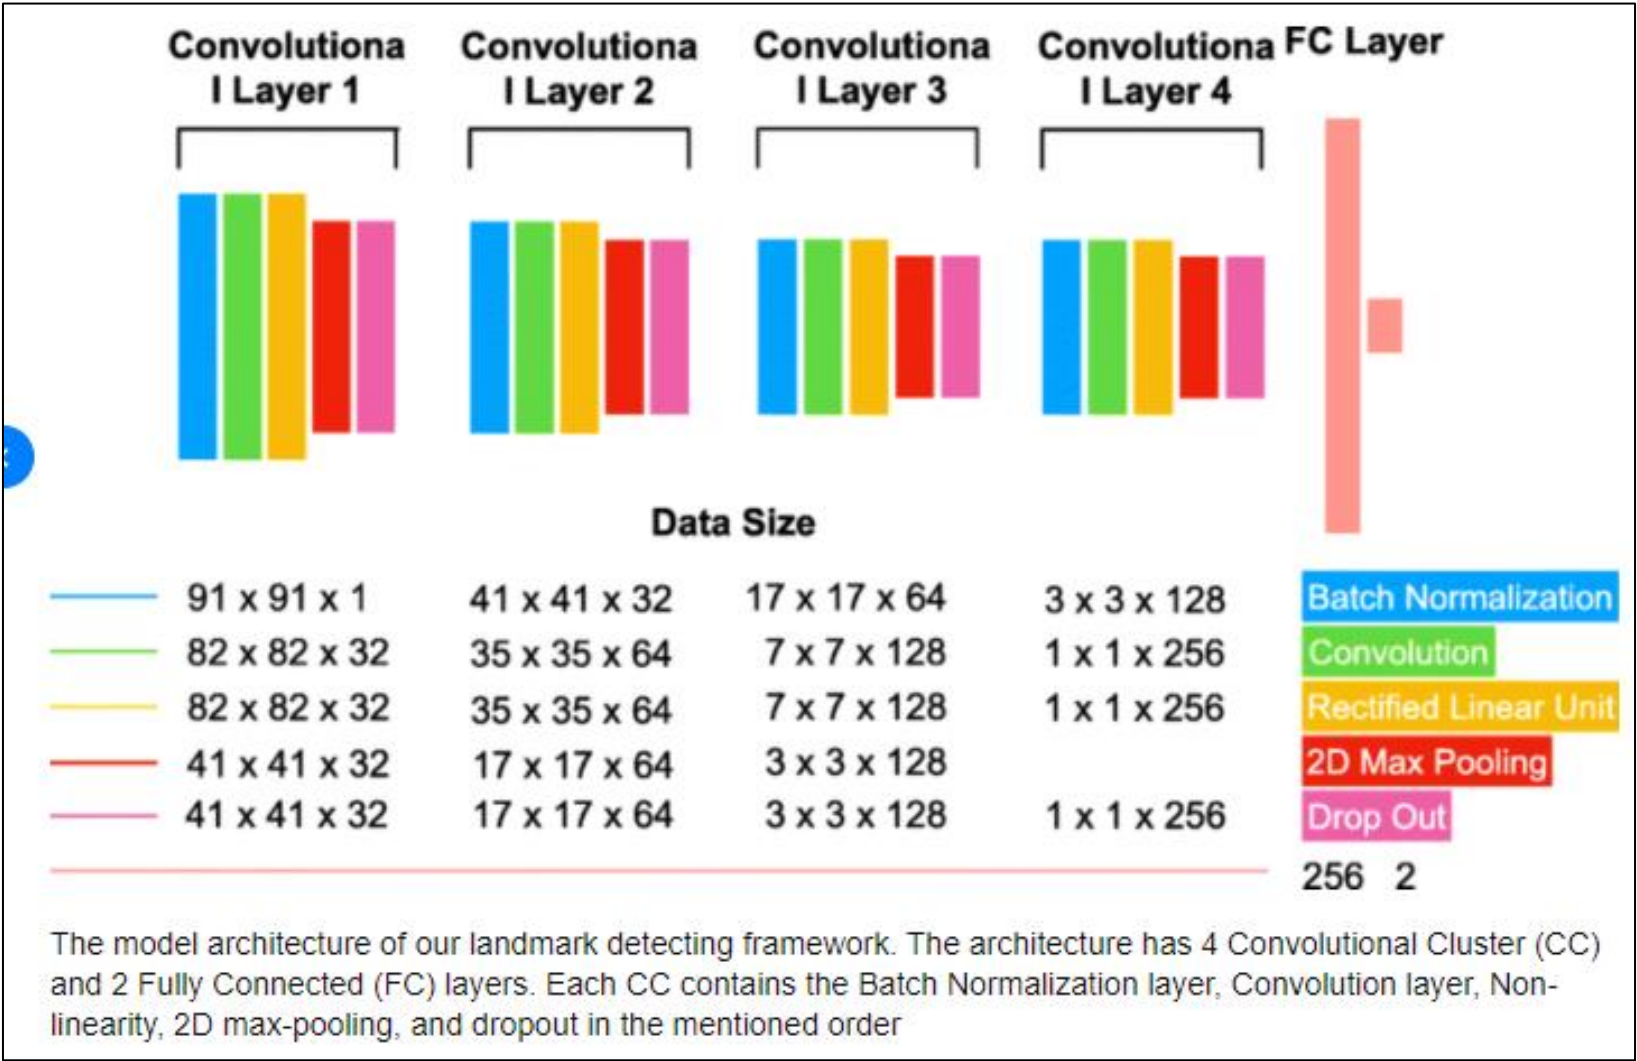 Convolutiona
l Layer 1
Convolutiona
l Layer 2
Convolutiona
l Layer 3
Convolutiona
l Layer 4
FC Layer
Data Size
91 x 91 x 1 41 x 41 x 32 17 x 17 x 64 3 x 3 x 128 Batch Normalization
82 x 82 x 32 35 x 35 x 64 7 x 7 x 128 1 x 1 x 256 Convolution
82 x 82 x 32 35 x 35 x 64 7 x 7 x 128 1 x 1 x 256 Rectified Linear Unit
41 x 41 x 32 17 x 17 x 64 3 x 3 x 128 2D Max Pooling
41 x 41 x 32 17 x 17 x 64 3 x 3 x 128 1 x 1 x 256 Drop Out
256 2
The model architecture of our landmark detecting framework. The architecture has 4 Convolutional Cluster (CC)
and 2 Fully Connected (FC) layers. Each CC contains the Batch Normalization layer, Convolution layer, Non-
linearity, 2D max-pooling, and dropout in the mentioned order